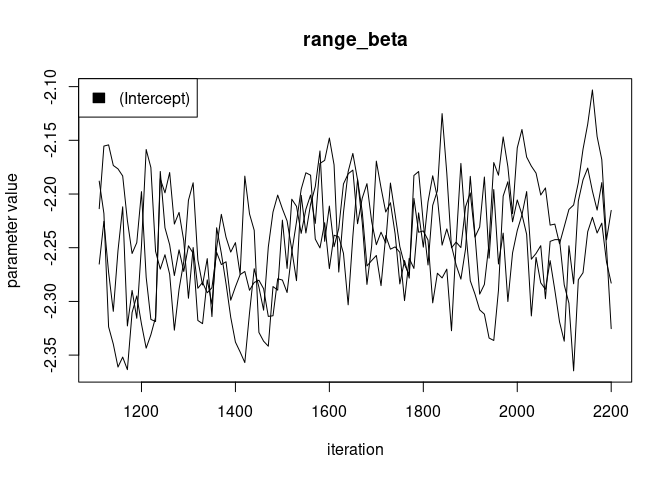 range_beta
(Intercept)
parameter value
-2.10
-2.15
-2.20
-2.25
-2.30
-2.35
1200 1400 1600 1800 2000 2200
iteration